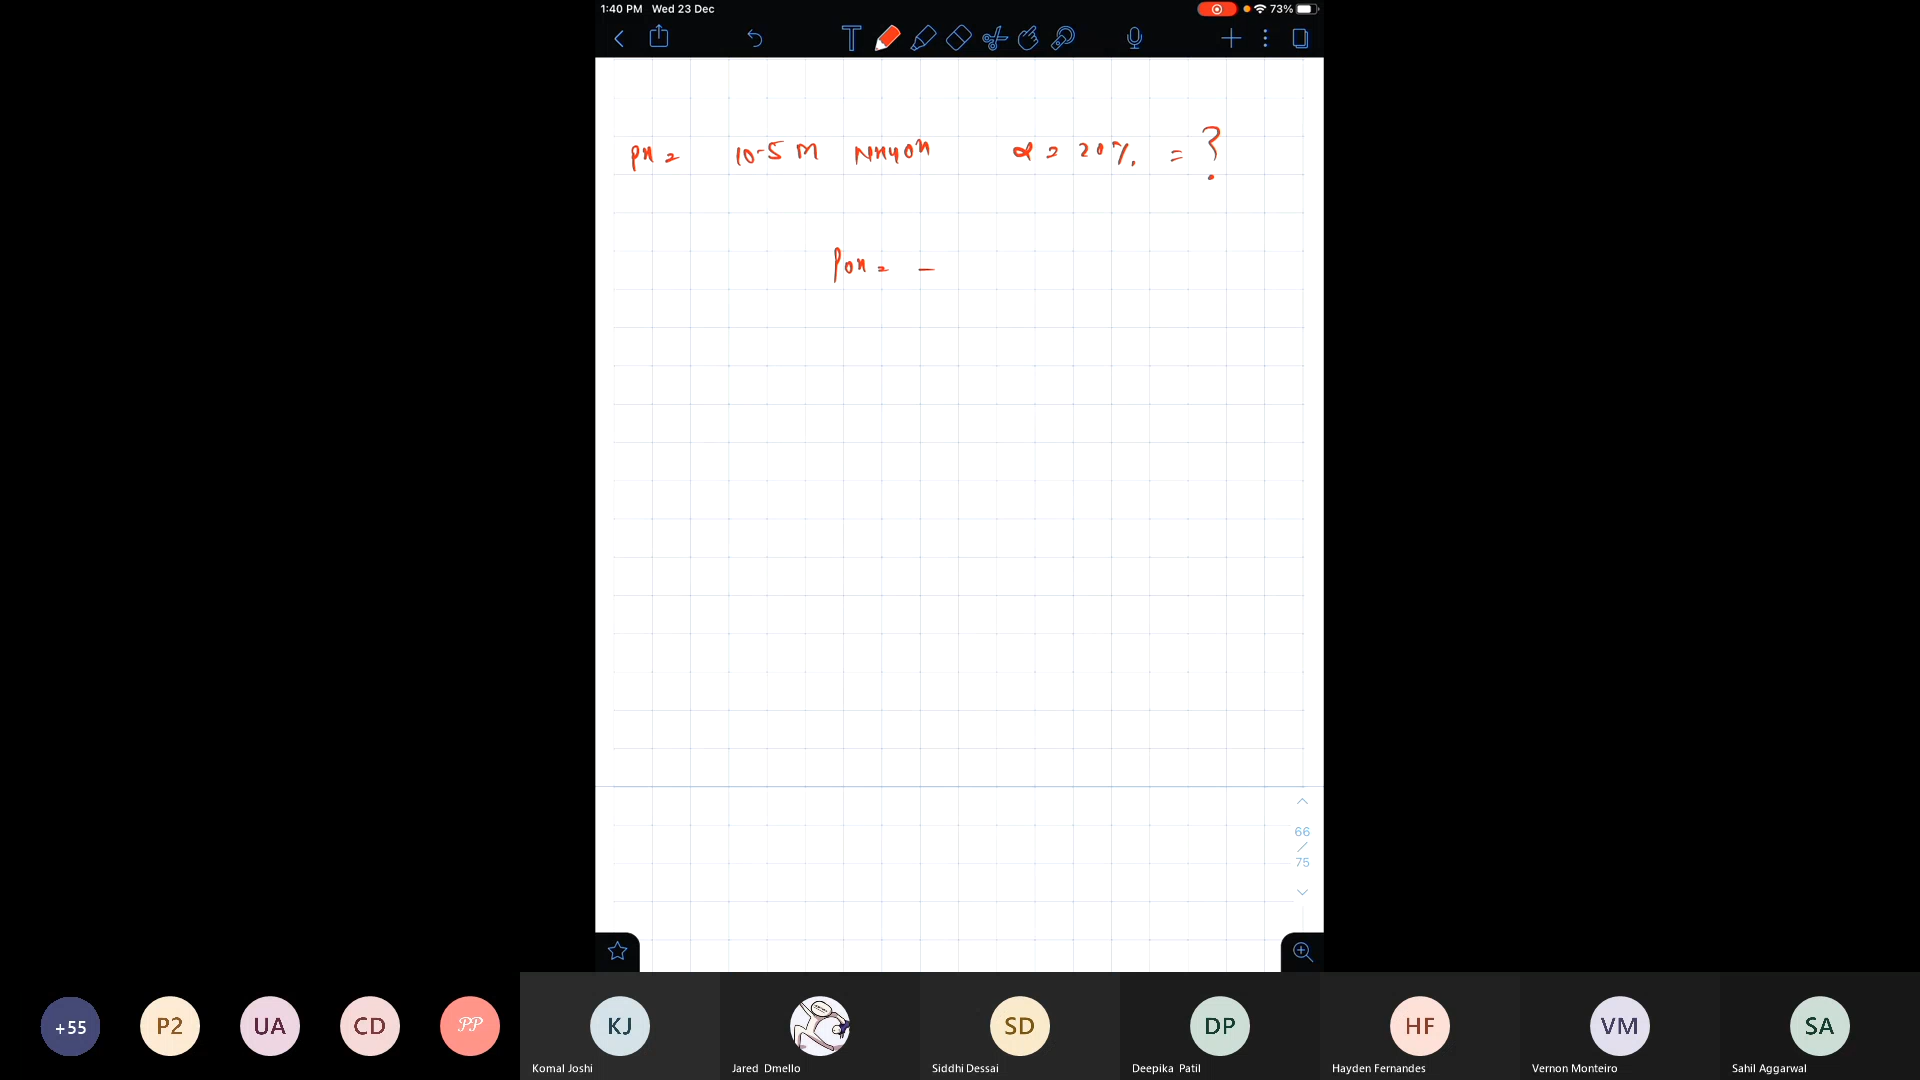 1:40 PM Wed 23 Dec
73%
T
pH = 10-5 M NH4OH α = 20%. = ?
POH = -
66
/
75
+55
P2
UA
CD
PP
KJ
SD
DP
HF
VM
SA
Komal Joshi
Jared Dmello
Siddhi Dessai
Deepika Patil
Hayden Fernandes
Vernon Monteiro
Sahil Aggarwal